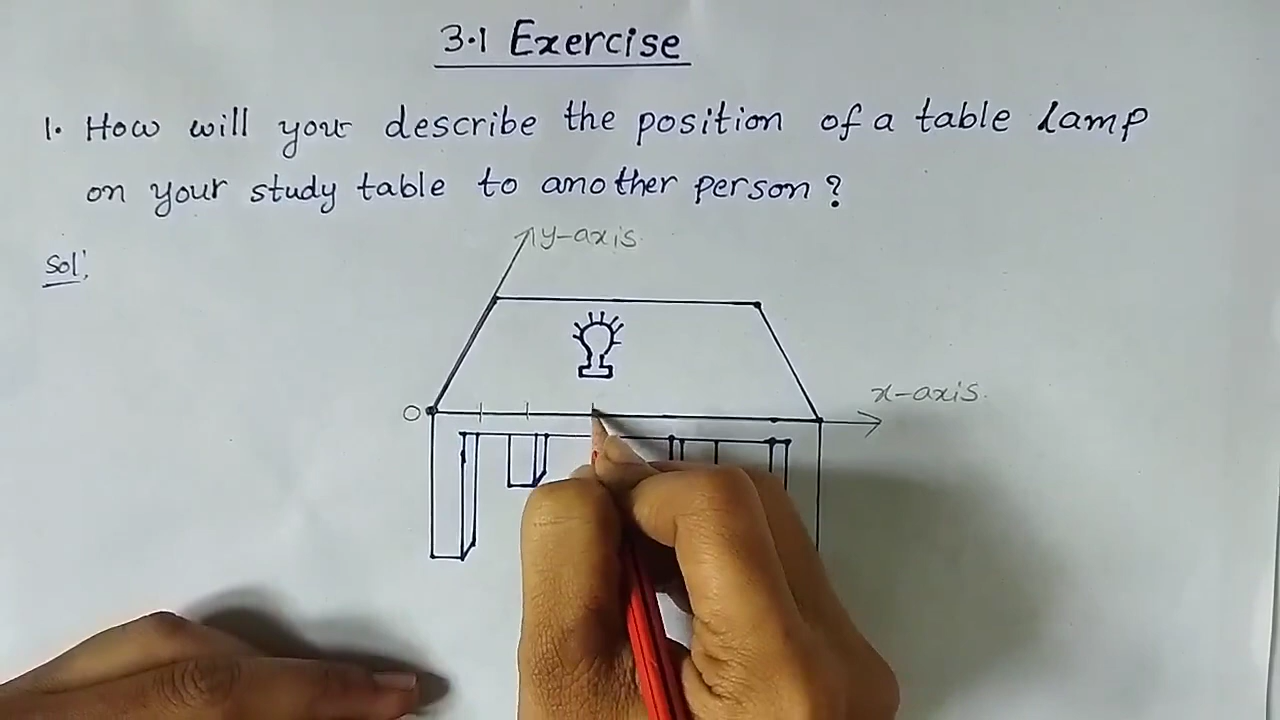 3.1 Exercise
1. How will your describe the position of a table lamp
on your study table to another person?
Sol;
y-axis.
x-axis.
O